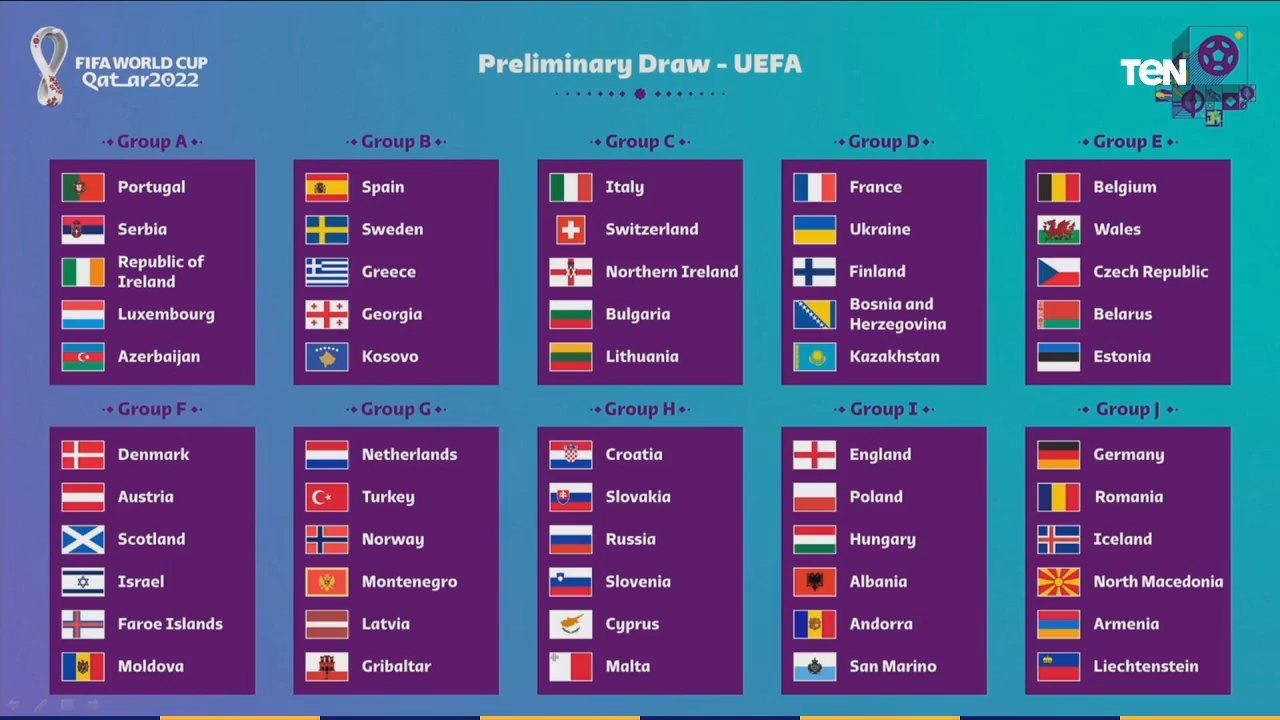 FIFA WORLD CUP
Qatar2022
Preliminary Draw - UEFA
TEN
Group A
Portugal
Serbia
Republic of
Ireland
Luxembourg
Azerbaijan
Group B
Spain
Sweden
Greece
Georgia
Kosovo
Group C
Italy
Switzerland
Northern Ireland
Bulgaria
Lithuania
Group D
France
Ukraine
Finland
Bosnia and
Herzegovina
Kazakhstan
Group E
Belgium
Wales
Czech Republic
Belarus
Estonia
Group F
Denmark
Austria
Scotland
Israel
Faroe Islands
Moldova
Group G
Netherlands
Turkey
Norway
Montenegro
Latvia
Gribaltar
Group H
Croatia
Slovakia
Russia
Slovenia
Cyprus
Malta
Group I
England
Poland
Hungary
Albania
Andorra
San Marino
Group J
Germany
Romania
Iceland
North Macedonia
Armenia
Liechtenstein